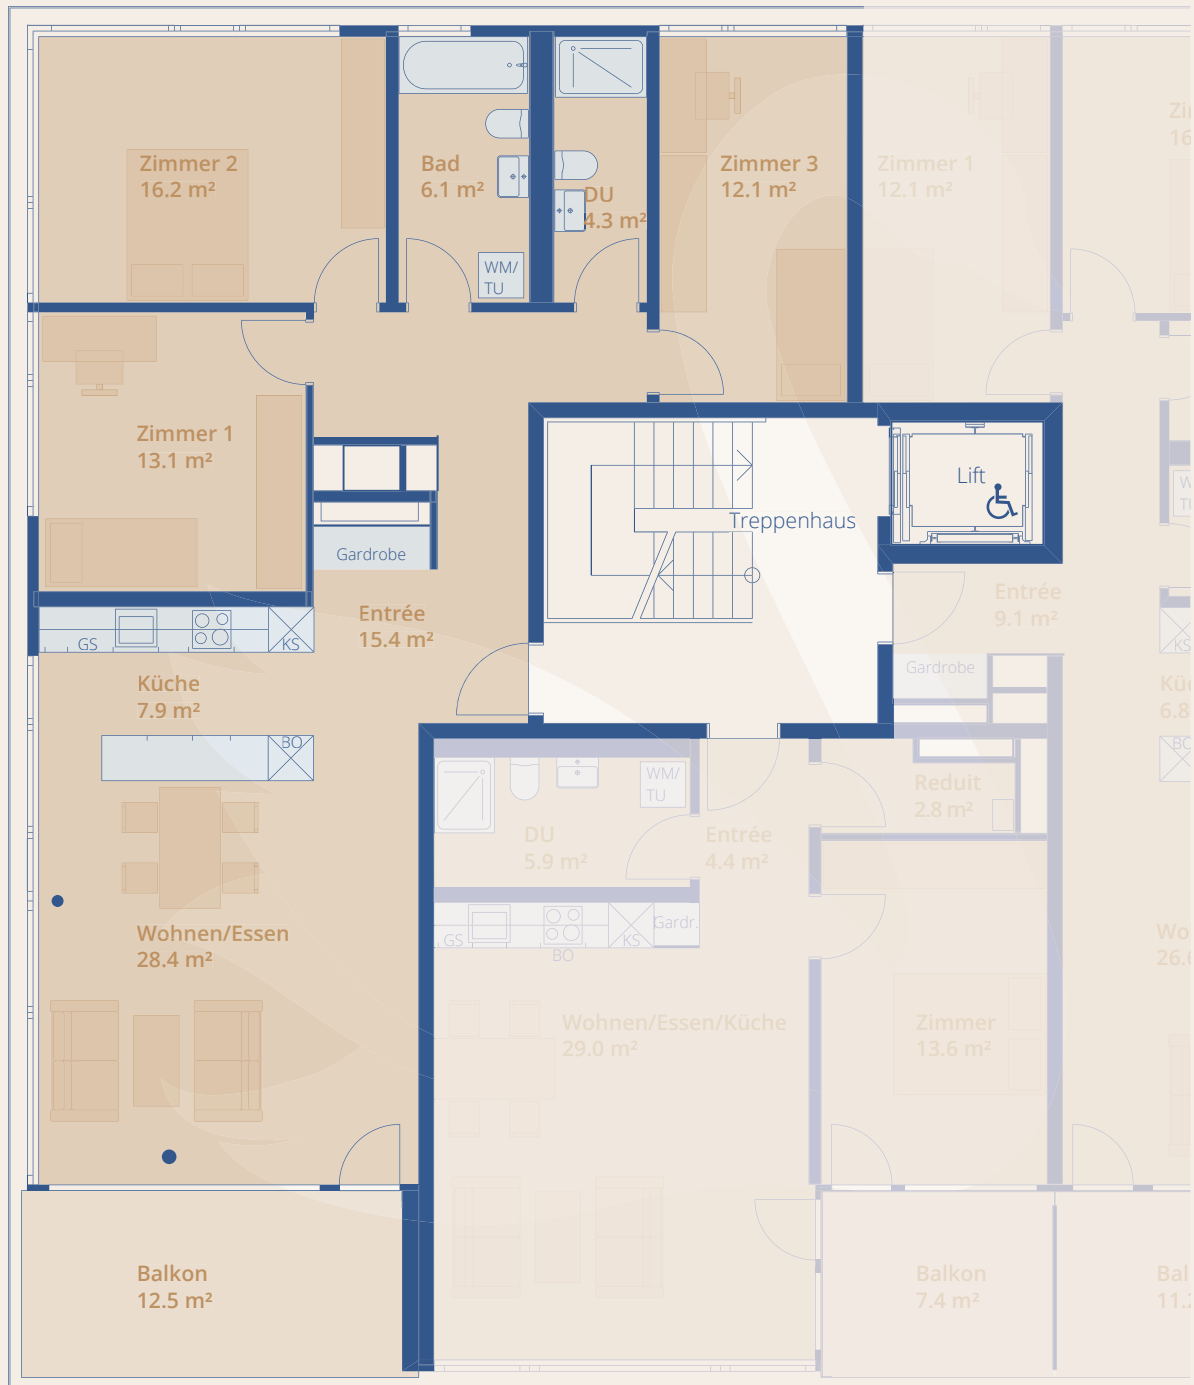 Zimmer 2
16.2 m²
Bad
6.1 m²
DU
4.3 m²
WM/
TU
Zimmer 3
12.1 m²
Zimmer 1
12.1 m²
Zimmer 1
13.1 m²
Gardrobe
Entrée
15.4 m²
Treppenhaus
Lift
Entrée
9.1 m²
Gardrobe
GS
KS
Küche
7.9 m²
BO
Wohnen/Essen
28.4 m²
Balkon
12.5 m²
DU
5.9 m²
WM/
TU
Entrée
4.4 m²
Reduit
2.8 m²
GS
BO
KS
Gardr.
Wohnen/Essen/Küche
29.0 m²
Zimmer
13.6 m²
Balkon
7.4 m²
KS
6.8
BO